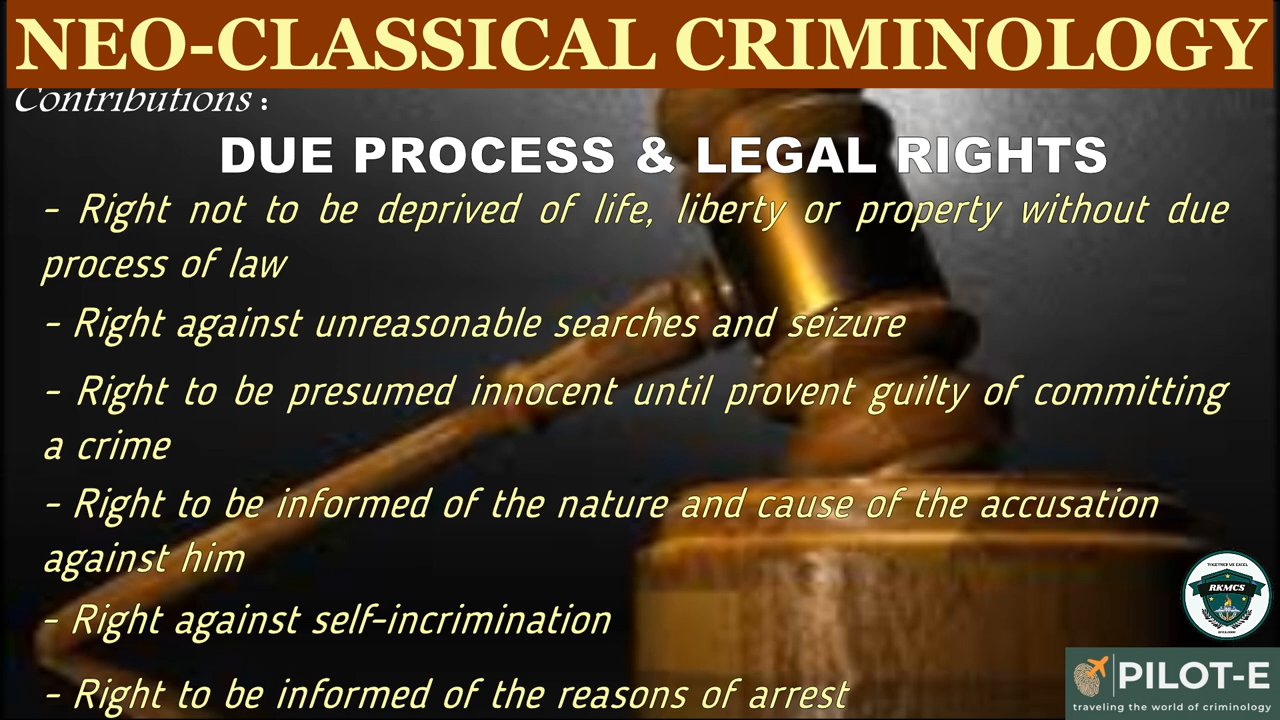 NEO-CLASSICAL CRIMINOLOGY
Contributions :
DUE PROCESS & LEGAL RIGHTS
- Right not to be deprived of life, liberty or property without due
process of law
- Right against unreasonable searches and seizure
- Right to be presumed innocent until provent guilty of committing
a crime
- Right to be informed of the nature and cause of the accusation
against him
- Right against self-incrimination
- Right to be informed of the reasons of arrest
TOGETHER WE EXCEL
RKMCS
PILOT-E
traveling the world of criminology